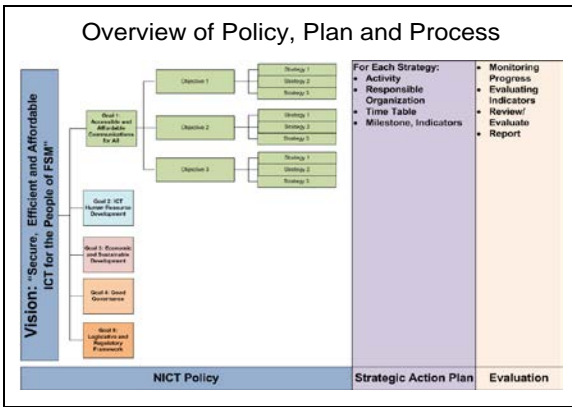 Overview of Policy, Plan and Process
Vision: "Secure, Efficient and Affordable
ICT for the People of FSM"
Goal 1:
Accessible and
Affordable
Communications for
All
Objective 1
Strategy 1
Strategy 2
Strategy 3
Objective 2
Strategy 1
Strategy 2
Strategy 3
Objective 3
Strategy 1
Strategy 2
Strategy 3
Goal 2: ICT
Human Resource
Development
Goal 3: Economic
and Sustainable
Development
Goal 4: Good
Governance
Goal 5:
Legislative and
Regulatory
Framework
For Each Strategy:
• Activity
• Responsible
Organization
• Time Table
• Milestone, Indicators
• Monitoring
Progress
• Evaluating
Indicators
• Review/
Evaluate
• Report
NICT Policy
Strategic Action Plan
Evaluation